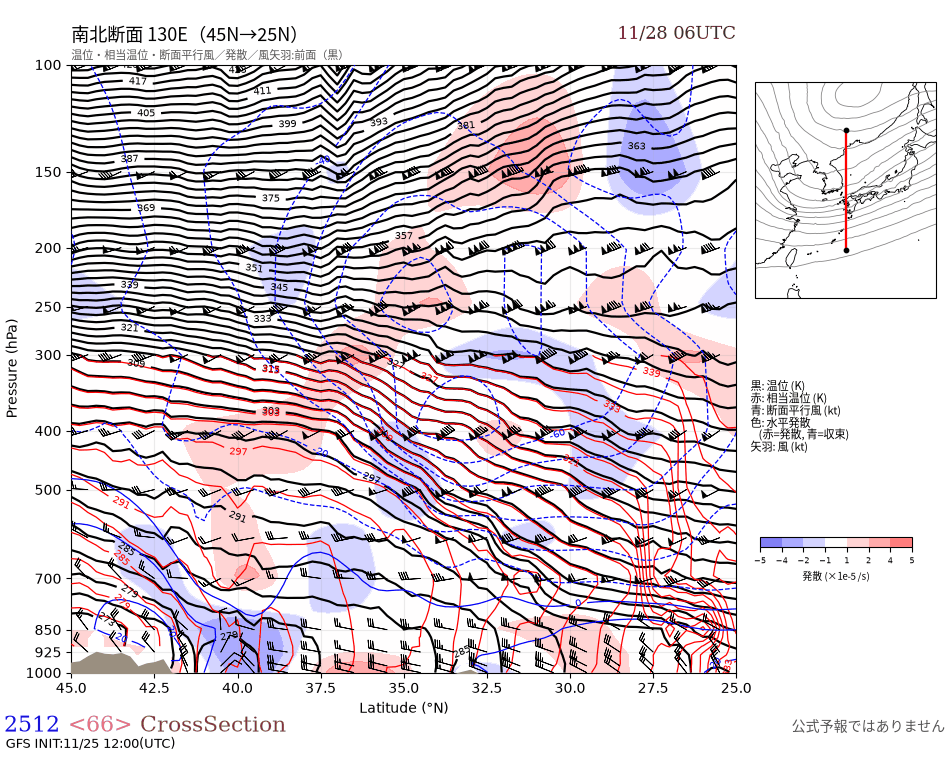 南北断面 130E（45N→25N）
11/28 06UTC
温位・相当温位・断面平行風／発散／風矢羽:前面（黒）
Pressure (hPa)
100
150
200
250
300
400
500
700
850
925
1000
417
411
405
399
393
387
381
375
369
363
357
351
345
339
333
321
309
315
303
297
339
333
297
291
291
285
285
279
279
273
285
-60
0
45.0 42.5 40.0 37.5 35.0 32.5 30.0 27.5 25.0
Latitude (°N)
黒: 温位 (K)
赤: 相当温位 (K)
青: 断面平行風 (kt)
色: 水平発散
(赤=発散, 青=収束)
矢羽: 風 (kt)
−5 −4 −2 −1 1 2 4 5
発散 (×1e-5 /s)
2512 <66> CrossSection
公式予報ではありません
GFS INIT:11/25 12:00(UTC)